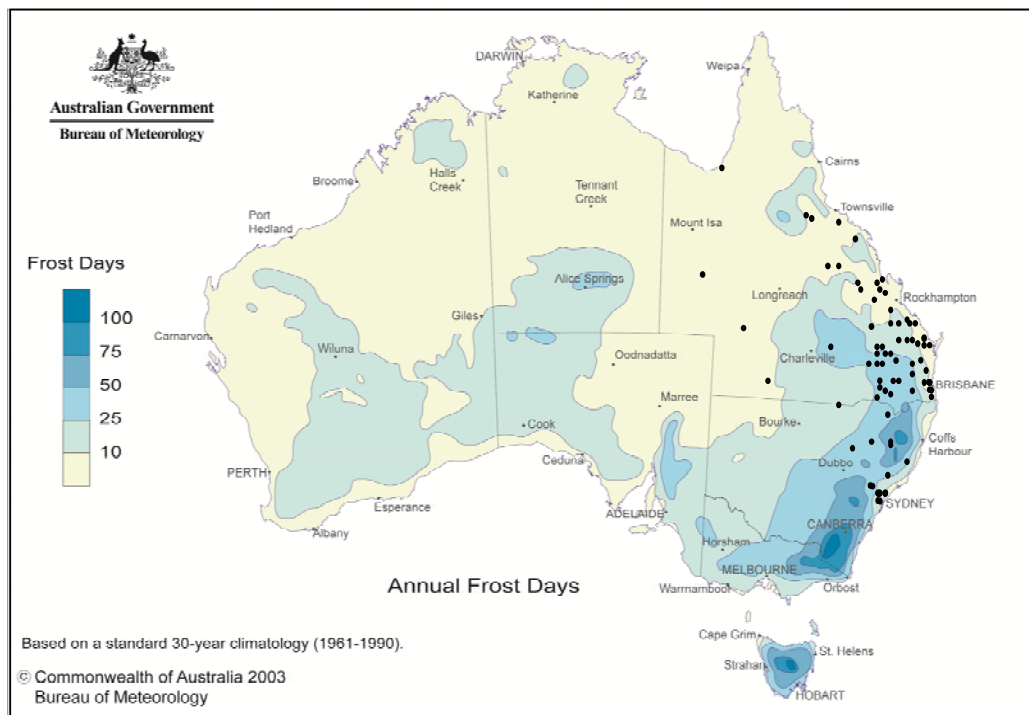 Australian Government
Bureau of Meteorology
DARWIN
Weipa
Katherine
Cairns
Broome
Halls
Creek
Tennant
Creek
Townsville
Mount Isa
Port
Hedland
Frost Days
100
75
50
25
10
Alice Springs
Longreach
Rockhampton
Carnarvon
Giles
Wiluna
Oodnadatta
Charleville
BRISBANE
Marree
Bourke
Cook
Coffs
Harbour
PERTH
Ceduna
Dubbo
Esperance
ADELAIDE
SYDNEY
Albany
CANBERRA
Horsham
MELBOURNE
Annual Frost Days
Warrnambool
Orbost
Based on a standard 30-year climatology (1961-1990).
Cape Grim
St. Helens
© Commonwealth of Australia 2003
Strahan
Bureau of Meteorology
HOBART